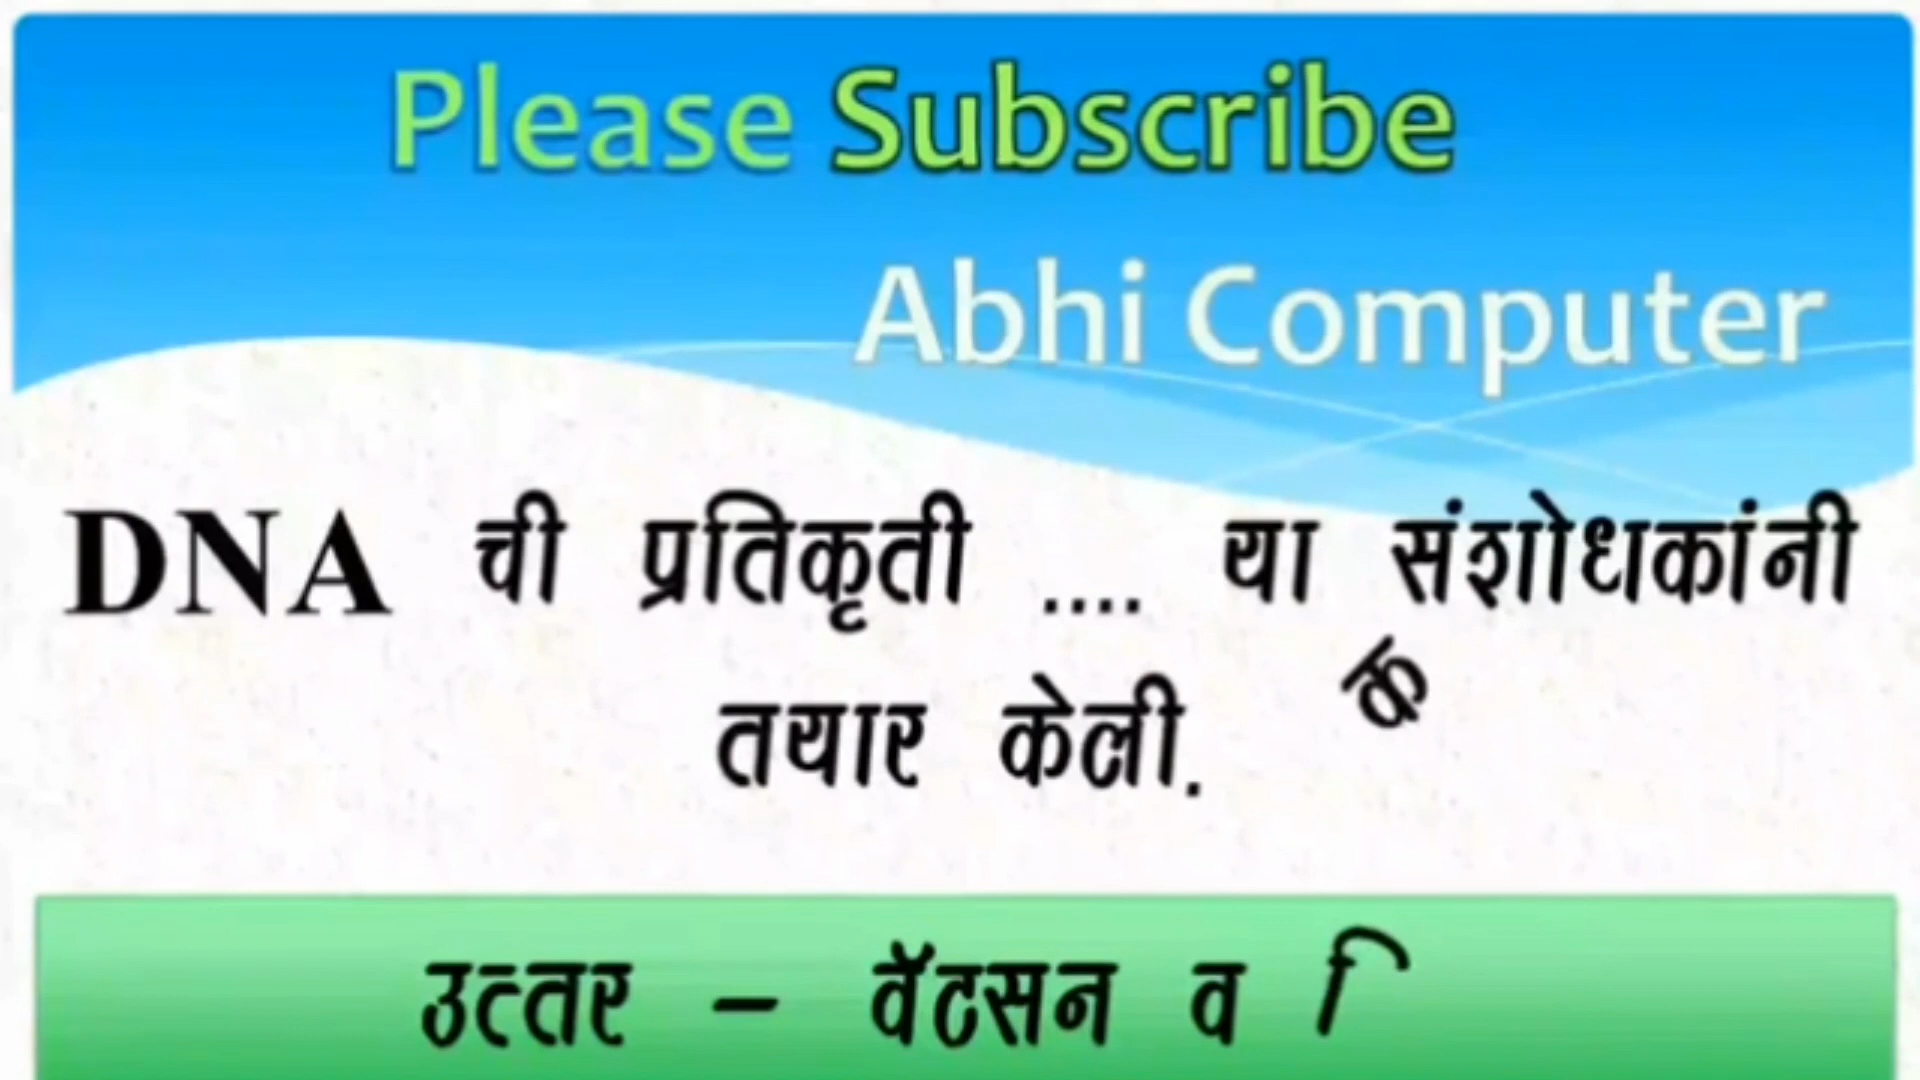 Please Subscribe
Abhi Computer
DNA ची प्रतिकृती .... या संशोधकांनी
तयार केली.
उत्तर – वॅटसन व